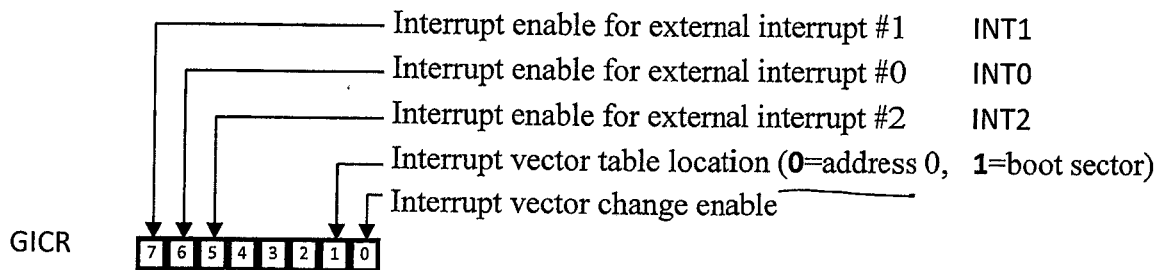 Interrupt enable for external interrupt #1 INT1
Interrupt enable for external interrupt #0 INT0
Interrupt enable for external interrupt #2 INT2
Interrupt vector table location (0=address 0, 1=boot sector)
Interrupt vector change enable
GICR 7 6 5 4 3 2 1 0